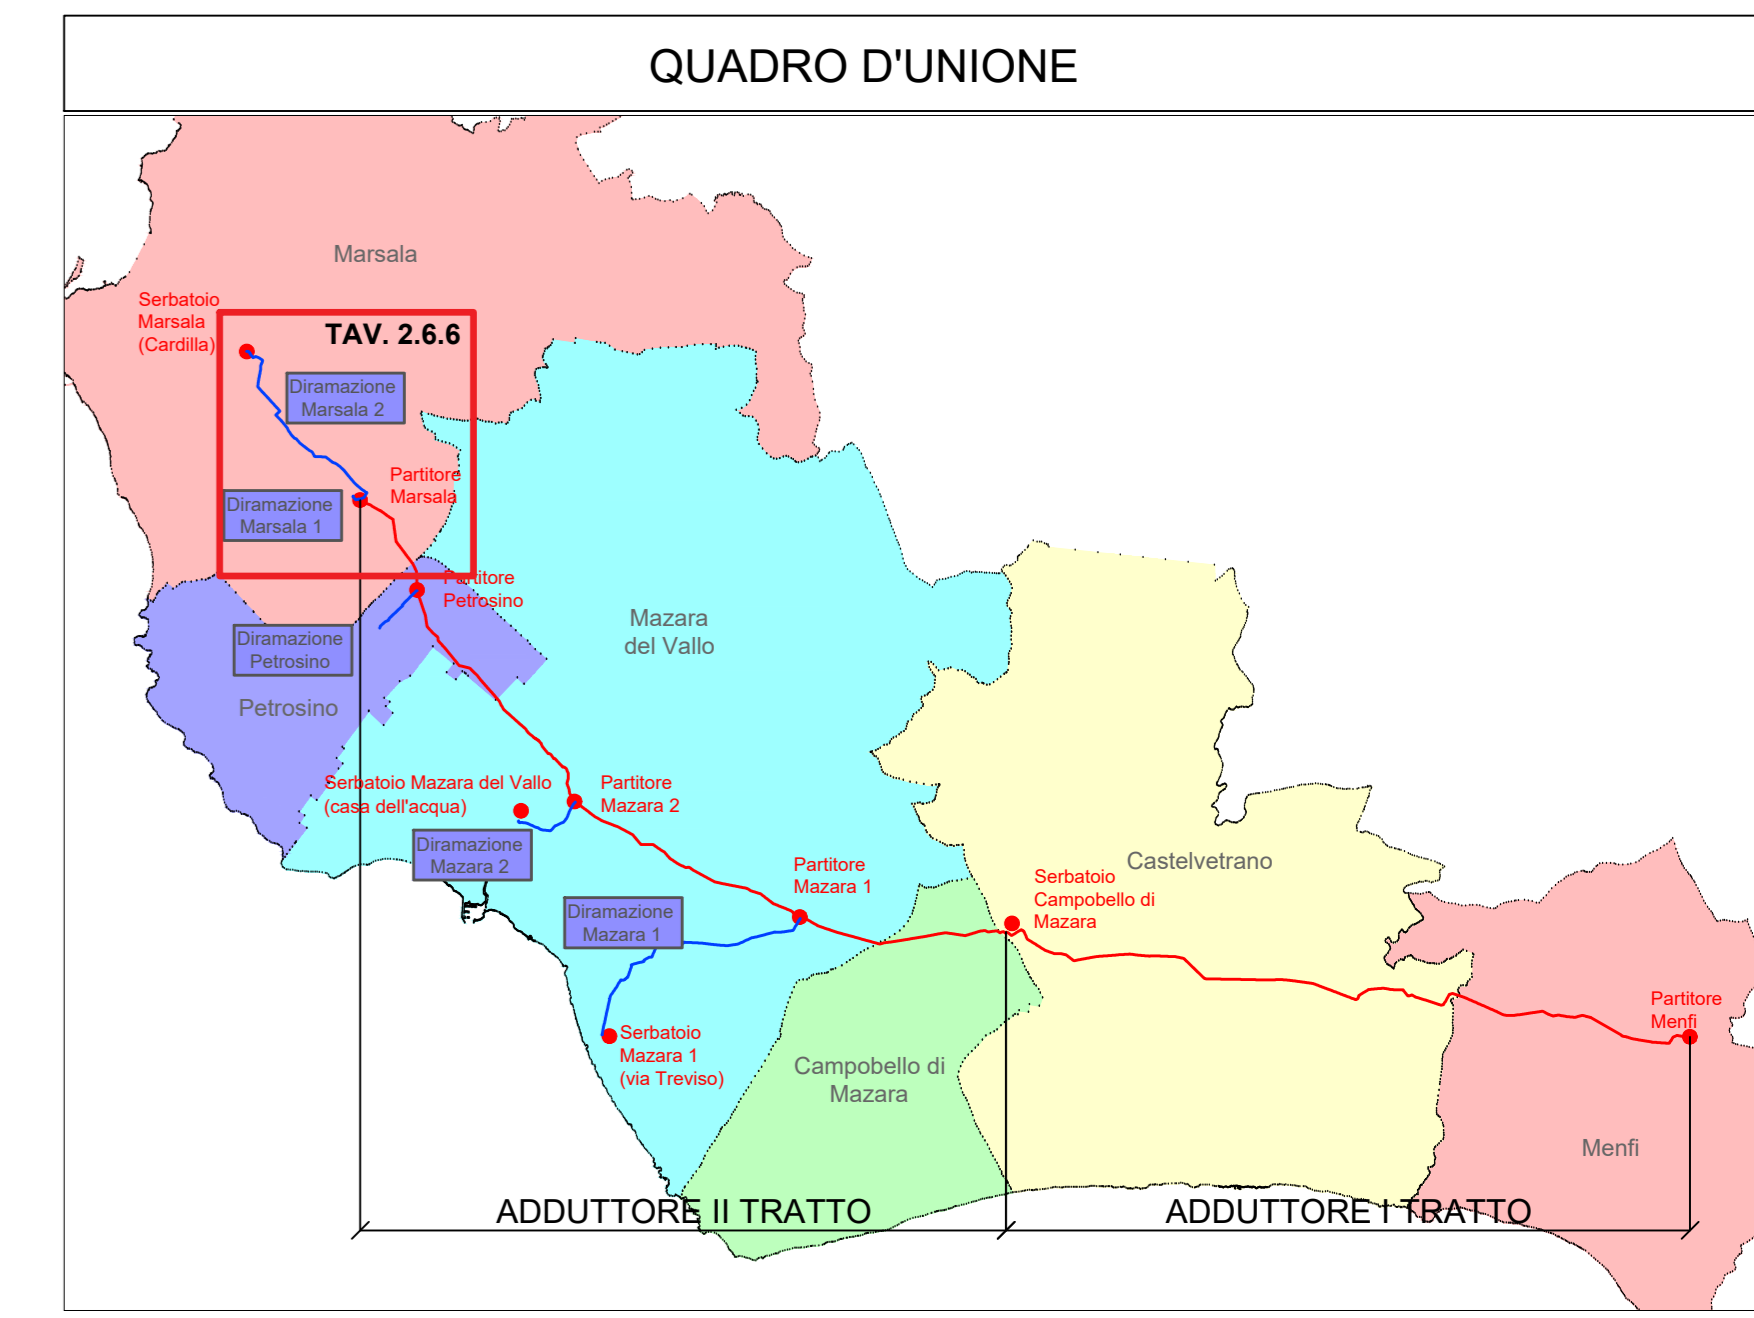 QUADRO D'UNIONE
Marsala
Serbatoio
Marsala
(Cardilla)
TAV. 2.6.6
Diramazione
Marsala 2
Partitore
Marsala
Diramazione
Marsala 1
Partitore
Petrosino
Diramazione
Petrosino
Petrosino
Mazara
del Vallo
Serbatoio Mazara del Vallo
(casa dell'acqua)
Partitore
Mazara 2
Diramazione
Mazara 2
Partitore
Mazara 1
Diramazione
Mazara 1
Serbatoio
Mazara 1
(via Treviso)
Castelvetrano
Serbatoio
Campobello di
Mazara
Campobello di
Mazara
Partitore
Menfi
Menfi
ADDUTTORE II TRATTO
ADDUTTORE I TRATTO